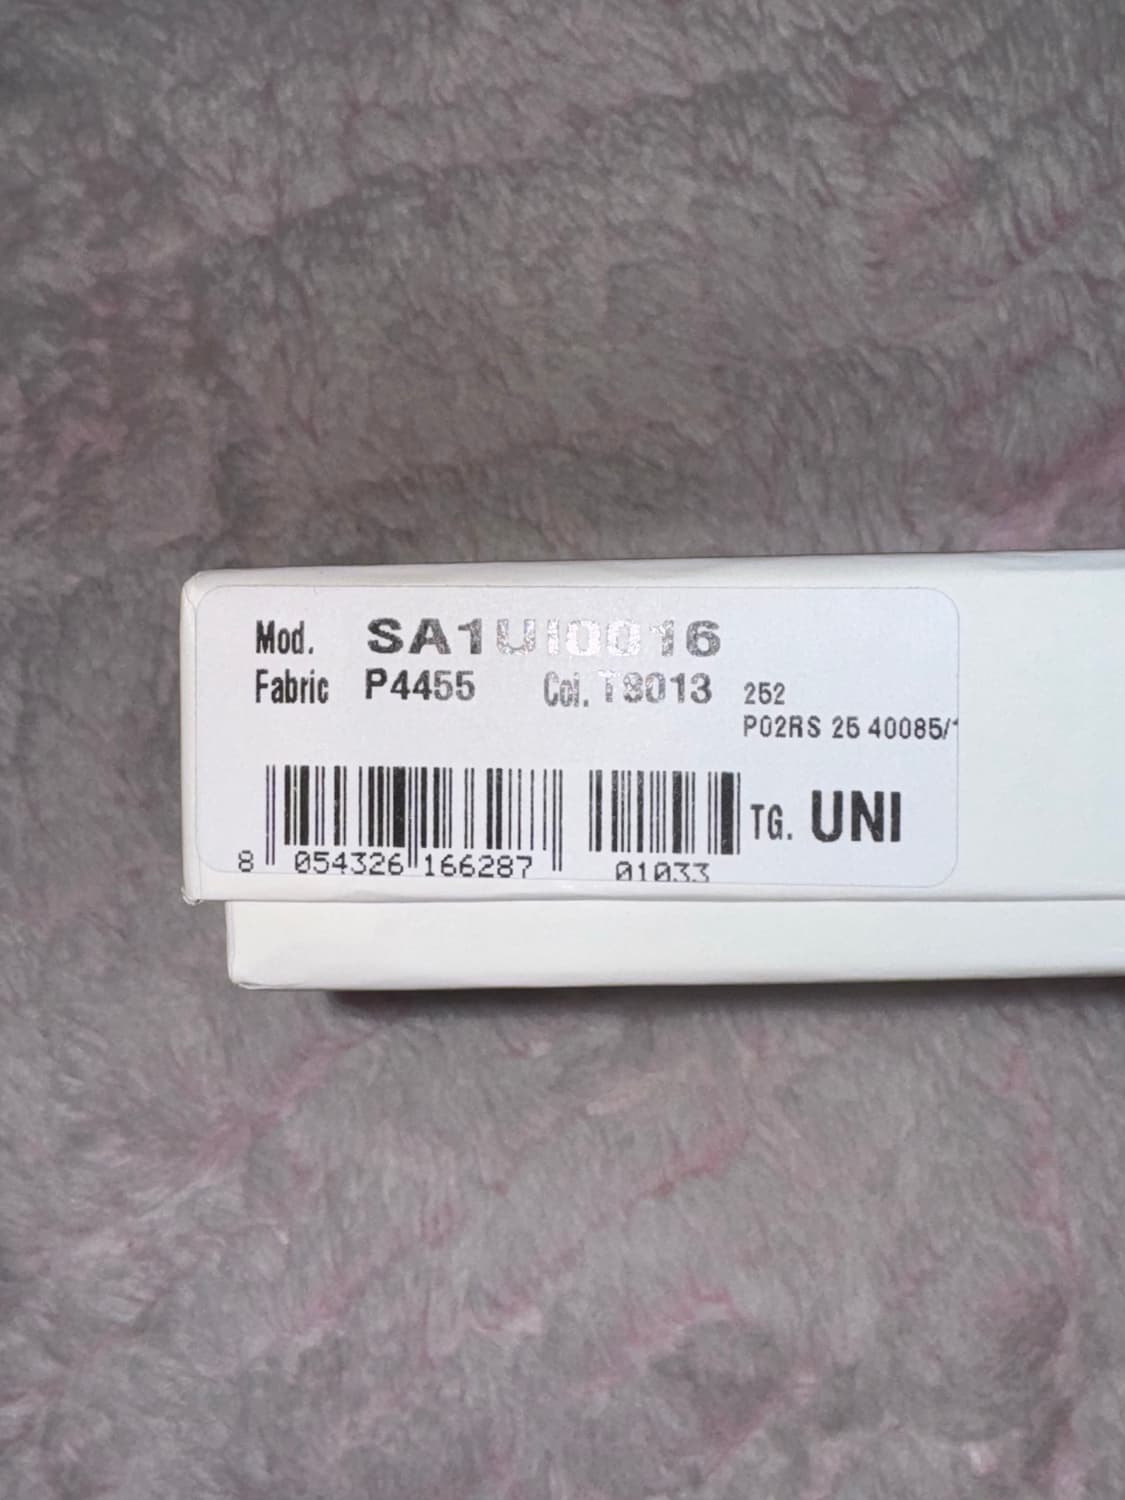 Mod. SA1UI0016
Fabric P4455 Col. T8013 252
P02RS 25 40085/1
TG. UNI
8 054326 166287 01033